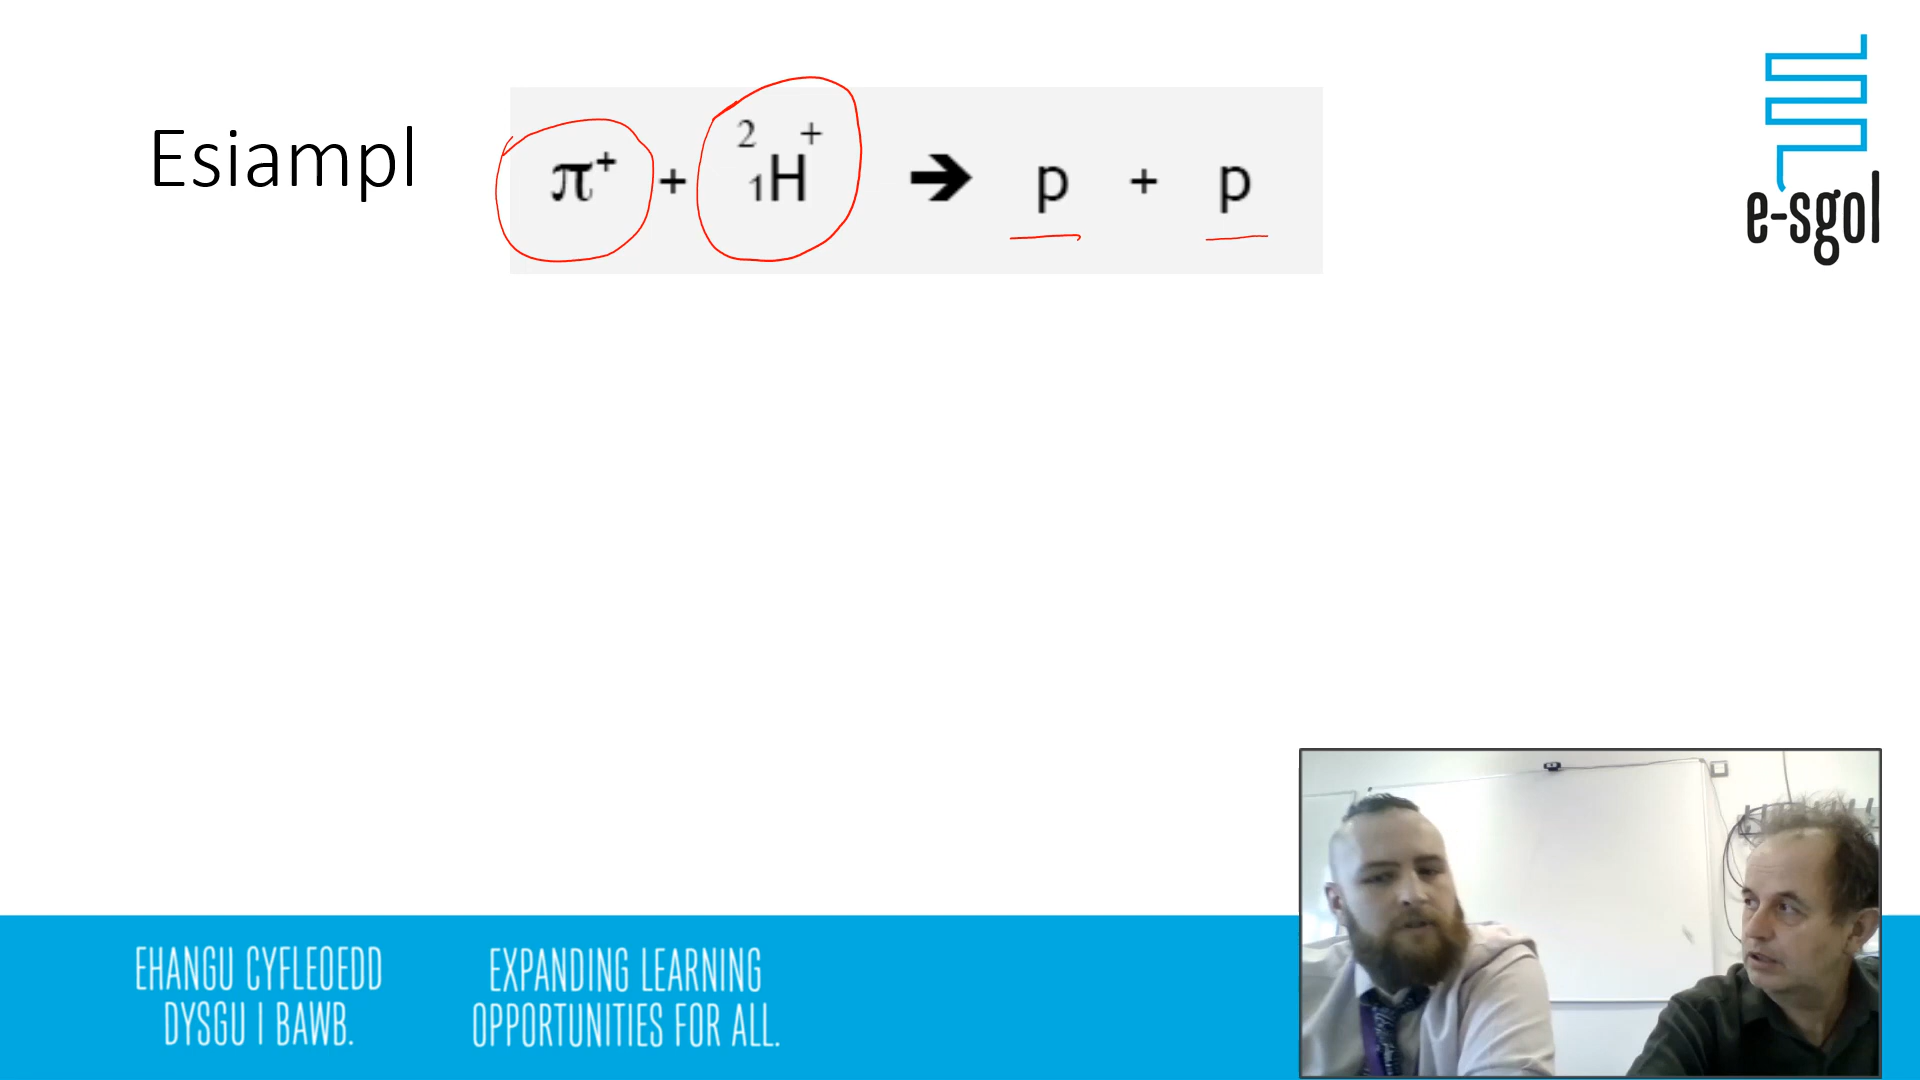 Esiampl
π⁺ + ²₁H⁺ ➔ p + p
e-sgol
EHANGU CYFLEOEDD
DYSGU I BAWB.
EXPANDING LEARNING
OPPORTUNITIES FOR ALL.